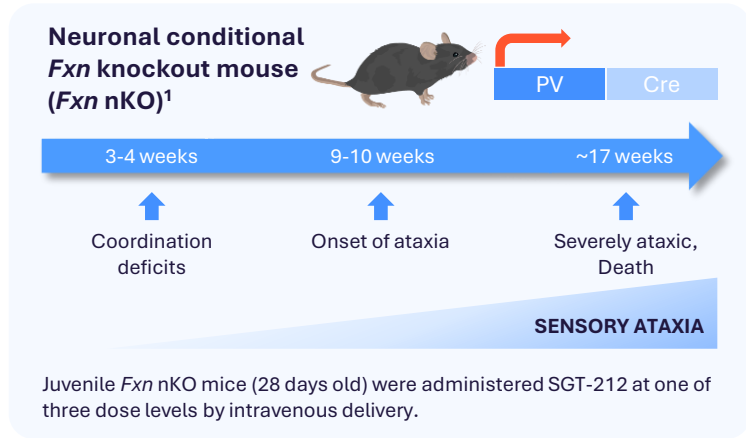 Neuronal conditional
Fxn knockout mouse
(Fxn nKO)¹
PV Cre
3-4 weeks 9-10 weeks ~17 weeks
Coordination Onset of ataxia Severely ataxic,
deficits Death
SENSORY ATAXIA
Juvenile Fxn nKO mice (28 days old) were administered SGT-212 at one of
three dose levels by intravenous delivery.